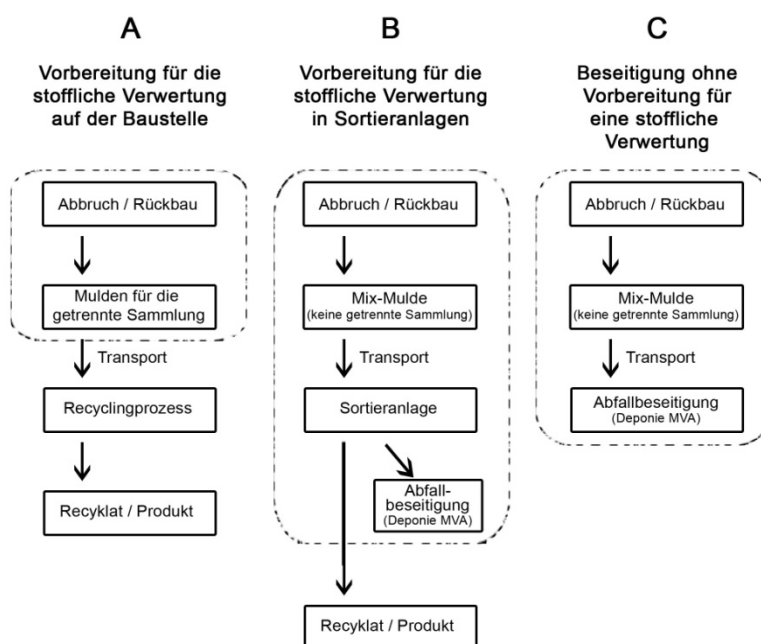 A
Vorbereitung für die
stoffliche Verwertung
auf der Baustelle
Abbruch / Rückbau
Mulden für die
getrennte Sammlung
Transport
Recyclingprozess
Recyklat / Produkt
B
Vorbereitung für die
stoffliche Verwertung
in Sortieranlagen
Abbruch / Rückbau
Mix-Mulde
(keine getrennte Sammlung)
Transport
Sortieranlage
Abfall-
beseitigung
(Deponie MVA)
Recyklat / Produkt
C
Beseitigung ohne
Vorbereitung für
eine stoffliche
Verwertung
Abbruch / Rückbau
Mix-Mulde
(keine getrennte Sammlung)
Transport
Abfallbeseitigung
(Deponie MVA)